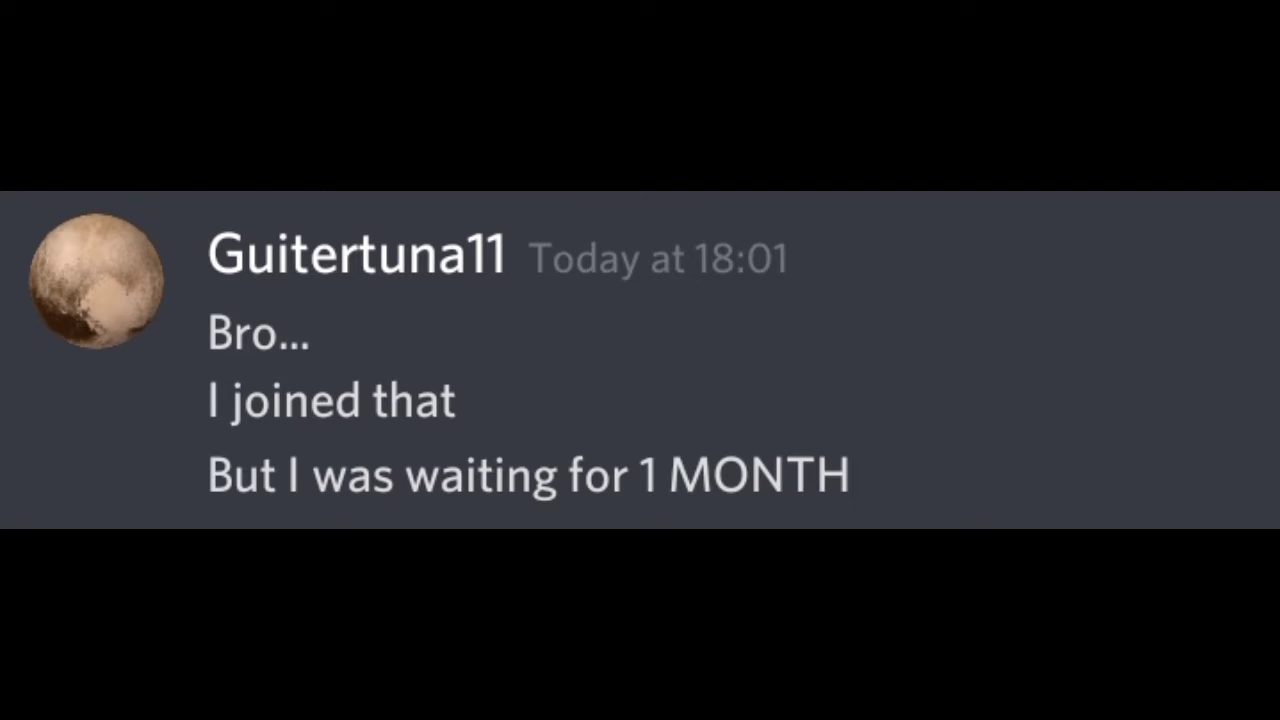 Guitertuna11 Today at 18:01
Bro...
I joined that
But I was waiting for 1 MONTH